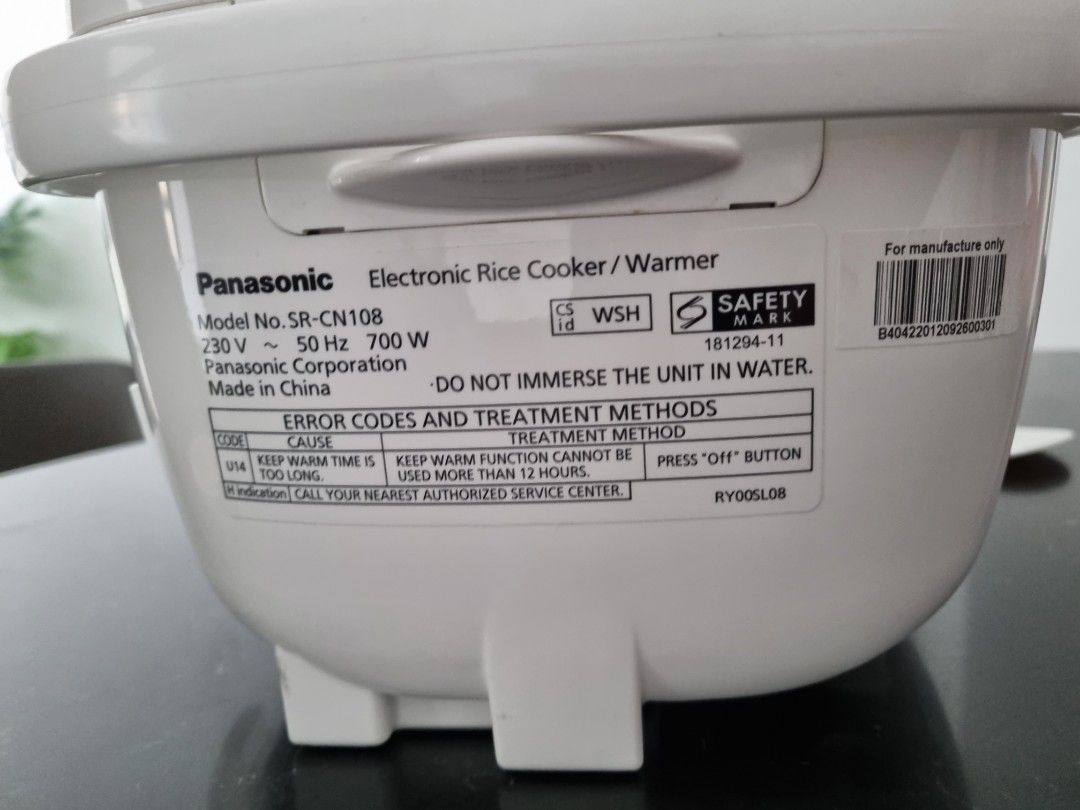 Panasonic Electronic Rice Cooker / Warmer
Model No. SR-CN108
230 V ~ 50 Hz 700 W
Panasonic Corporation
Made in China
CS id WSH
SAFETY MARK
181294-11
·DO NOT IMMERSE THE UNIT IN WATER.
ERROR CODES AND TREATMENT METHODS
CODE CAUSE TREATMENT METHOD
U14 KEEP WARM TIME IS TOO LONG. KEEP WARM FUNCTION CANNOT BE USED MORE THAN 12 HOURS. PRESS "Off" BUTTON
H indication CALL YOUR NEAREST AUTHORIZED SERVICE CENTER.
RY00SL08
For manufacture only
B40422012092600301